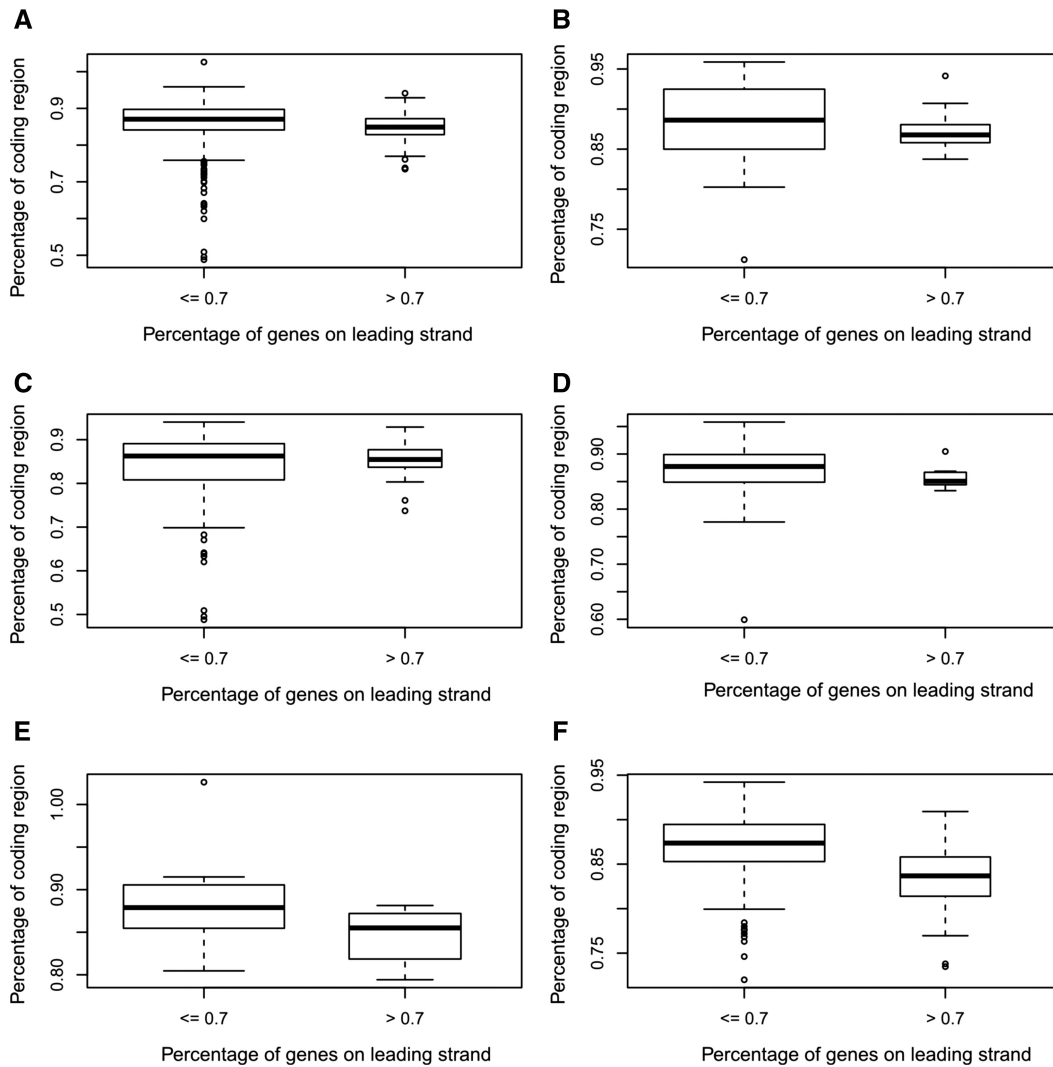 A
Percentage of coding region
0.9
0.7
0.5
<= 0.7
> 0.7
Percentage of genes on leading strand
B
Percentage of coding region
0.95
0.85
0.75
<= 0.7
> 0.7
Percentage of genes on leading strand
C
Percentage of coding region
0.9
0.8
0.7
0.6
0.5
<= 0.7
> 0.7
Percentage of genes on leading strand
D
Percentage of coding region
0.90
0.80
0.70
0.60
<= 0.7
> 0.7
Percentage of genes on leading strand
E
Percentage of coding region
1.00
0.90
0.80
<= 0.7
> 0.7
Percentage of genes on leading strand
F
Percentage of coding region
0.95
0.85
0.75
<= 0.7
> 0.7
Percentage of genes on leading strand